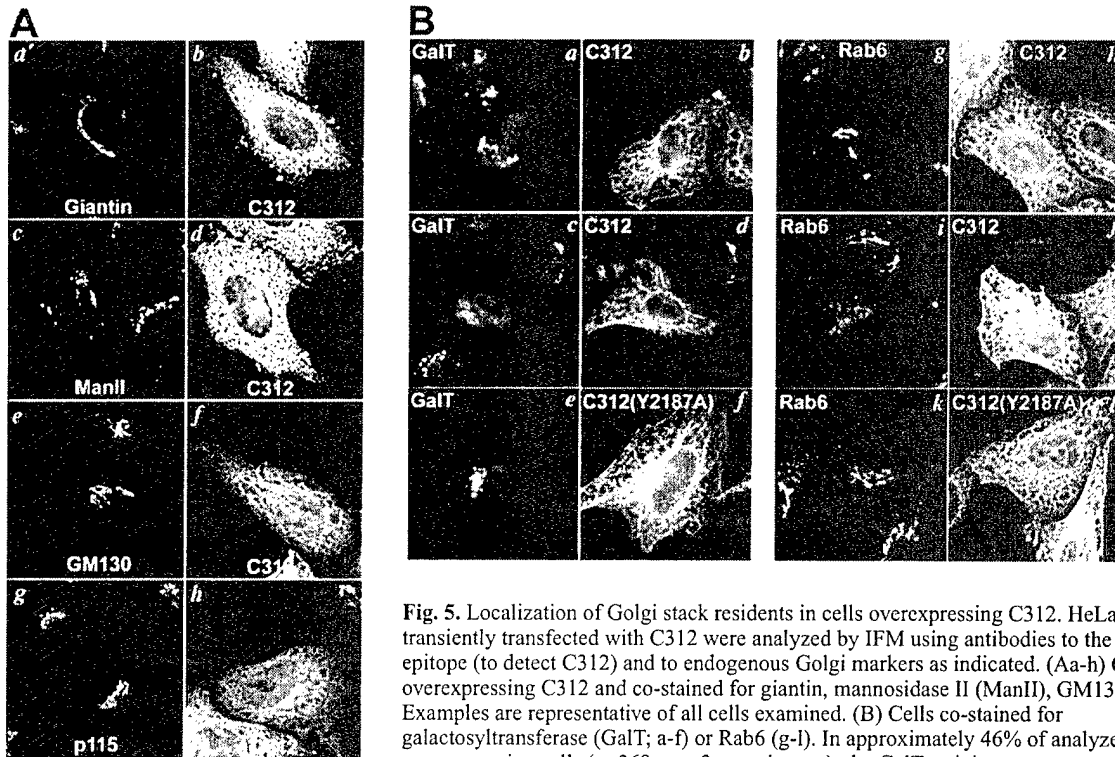 A
a
b
Giantin
C312
c
d
ManII
C312
e
f
GM130
g
h
p115
B
GalT
a
C312
b
GalT
c
C312
d
GalT
e
C312(Y2187A)
f
Rab6
g
C312
Rab6
i
C312
Rab6
k
C312(Y2187A)
Fig. 5. Localization of Golgi stack residents in cells overexpressing C312. HeLa
transiently transfected with C312 were analyzed by IFM using antibodies to the
epitope (to detect C312) and to endogenous Golgi markers as indicated. (Aa-h)
overexpressing C312 and co-stained for giantin, mannosidase II (ManII),
Examples are representative of all cells examined. (B) Cells co-stained for
galactosyltransferase (GalT; a-f) or Rab6 (g-l). In approximately 46% of